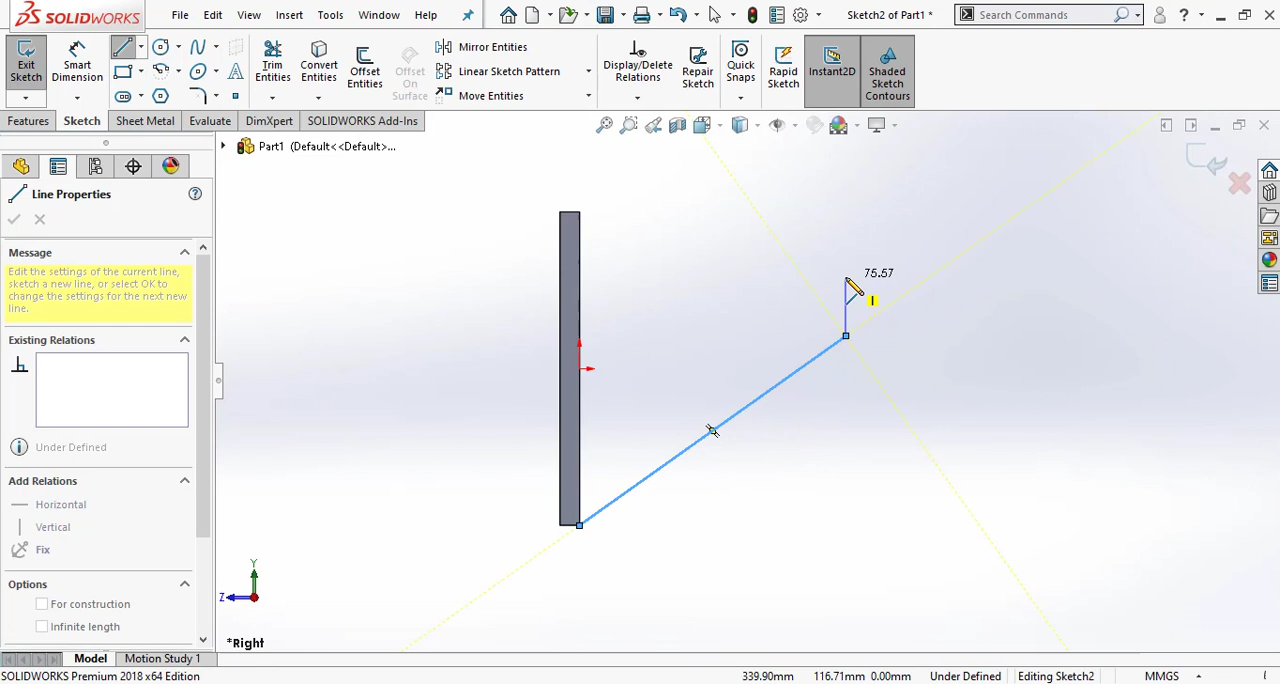 SOLIDWORKS File Edit View Insert Tools Window Help Sketch2 of Part1 * Search Commands ?
Exit Sketch Smart Dimension Trim Entities Convert Entities Offset Entities Offset On Surface Mirror Entities Linear Sketch Pattern Move Entities Display/Delete Relations Repair Sketch Quick Snaps Rapid Sketch Instant2D Shaded Sketch Contours
Features Sketch Sheet Metal Evaluate DimXpert SOLIDWORKS Add-Ins
Part1 (Default<<Default>...
Line Properties
Message
Edit the settings of the current line,
sketch a new line, or select OK to
change the settings for the next new
line.
Existing Relations
Under Defined
Add Relations
Horizontal
Vertical
Fix
Options
For construction
Infinite length
75.57
Y
Z
*Right
Model Motion Study 1
SOLIDWORKS Premium 2018 x64 Edition 339.90mm 116.71mm 0.00mm Under Defined Editing Sketch2 MMGS